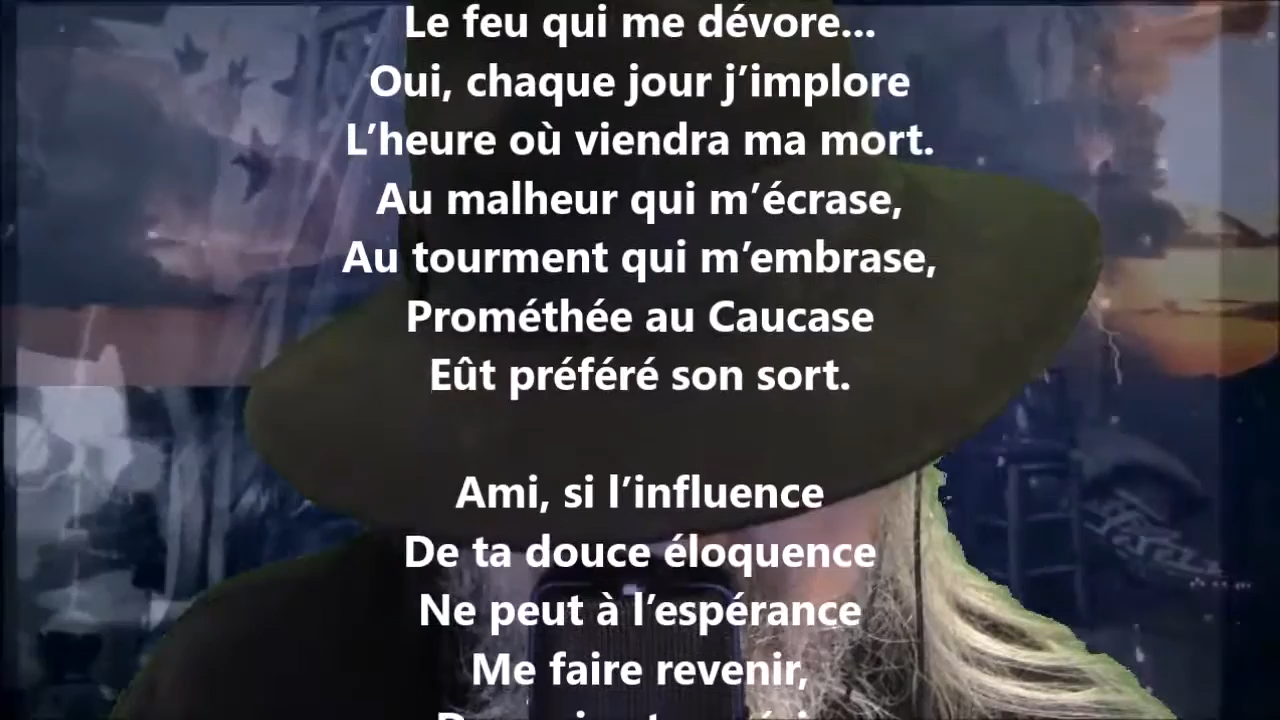 Le feu qui me dévore...
Oui, chaque jour j’implore
L’heure où viendra ma mort.
Au malheur qui m’écrase,
Au tourment qui m’embrase,
Prométhée au Caucase
Eût préféré son sort.
Ami, si l’influence
De ta douce éloquence
Ne peut à l’espérance
Me faire revenir,